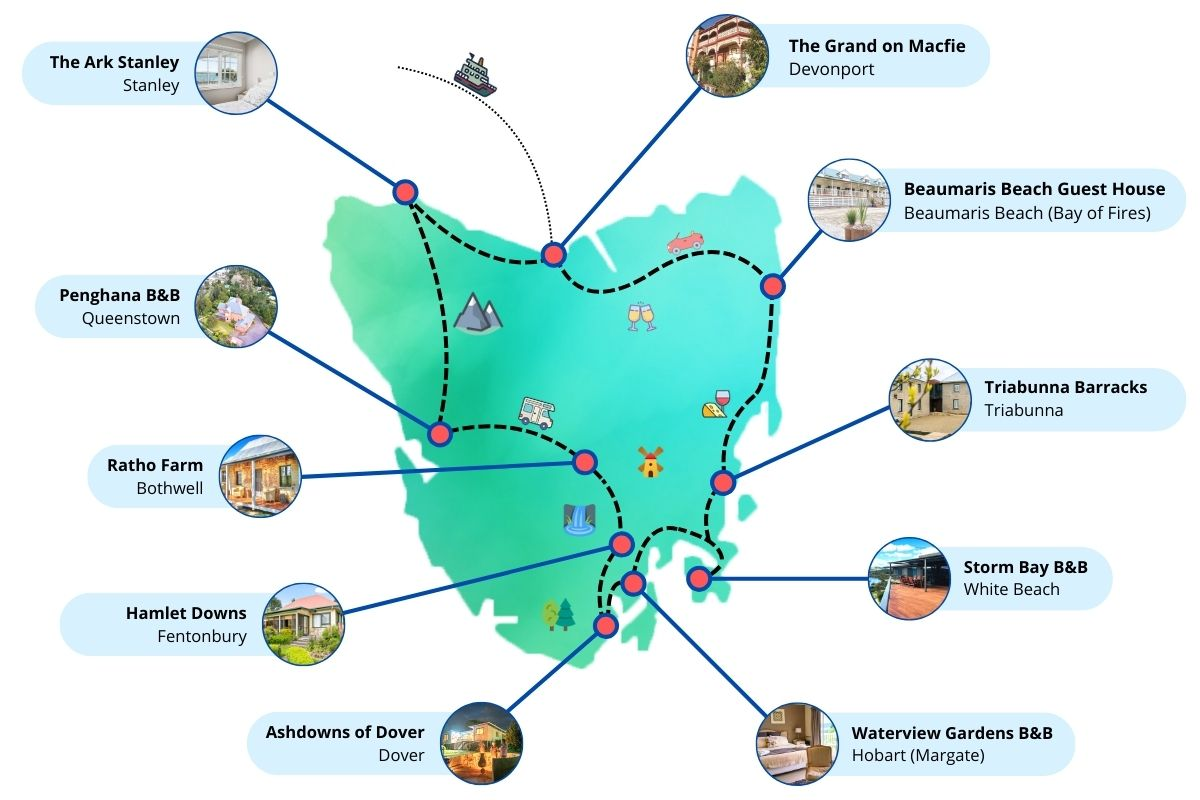 The Ark Stanley
Stanley
The Grand on Macfie
Devonport
Beaumaris Beach Guest House
Beaumaris Beach (Bay of Fires)
Penghana B&B
Queenstown
Triabunna Barracks
Triabunna
Ratho Farm
Bothwell
Storm Bay B&B
White Beach
Hamlet Downs
Fentonbury
Ashdowns of Dover
Dover
Waterview Gardens B&B
Hobart (Margate)